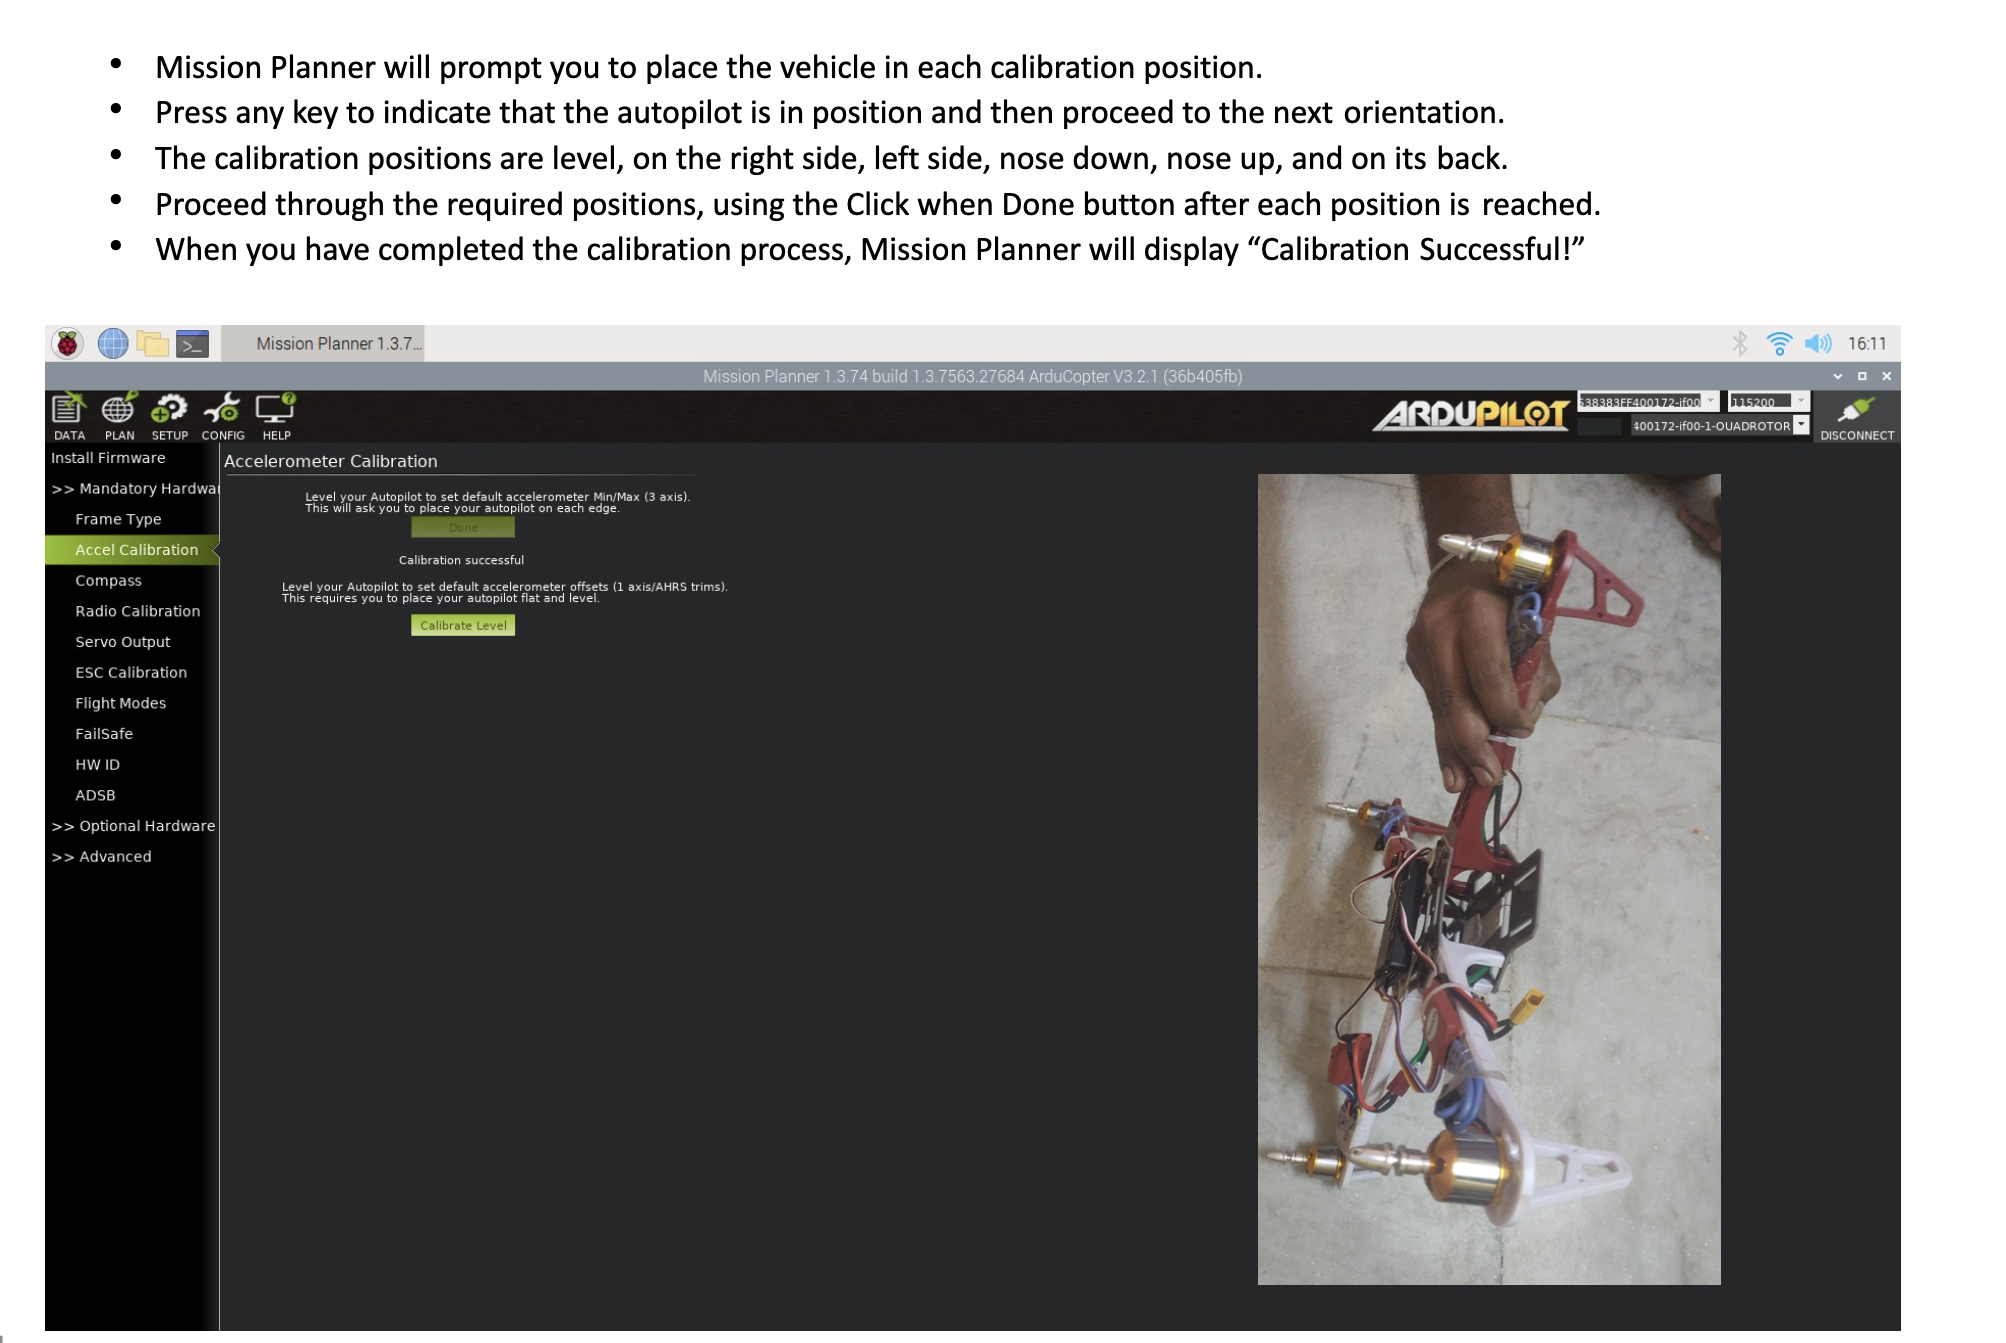 • Mission Planner will prompt you to place the vehicle in each calibration position.
• Press any key to indicate that the autopilot is in position and then proceed to the next orientation.
• The calibration positions are level, on the right side, left side, nose down, nose up, and on its back.
• Proceed through the required positions, using the Click when Done button after each position is reached.
• When you have completed the calibration process, Mission Planner will display “Calibration Successful!”
Mission Planner 1.3.7... 16:11
Mission Planner 1.3.74 build 1.3.7563.27684 ArduCopter V3.2.1 (36b405fb)
DATA PLAN SETUP CONFIG HELP
ARDUPILOT
538383FF400172-if00 115200
400172-if00-1-QUADROTOR
DISCONNECT
Install Firmware
>> Mandatory Hardwar
Frame Type
Accel Calibration
Compass
Radio Calibration
Servo Output
ESC Calibration
Flight Modes
FailSafe
HW ID
ADSB
>> Optional Hardware
>> Advanced
Accelerometer Calibration
Level your Autopilot to set default accelerometer Min/Max (3 axis).
This will ask you to place your autopilot on each edge.
Done
Calibration successful
Level your Autopilot to set default accelerometer offsets (1 axis/AHRS trims).
This requires you to place your autopilot flat and level.
Calibrate Level